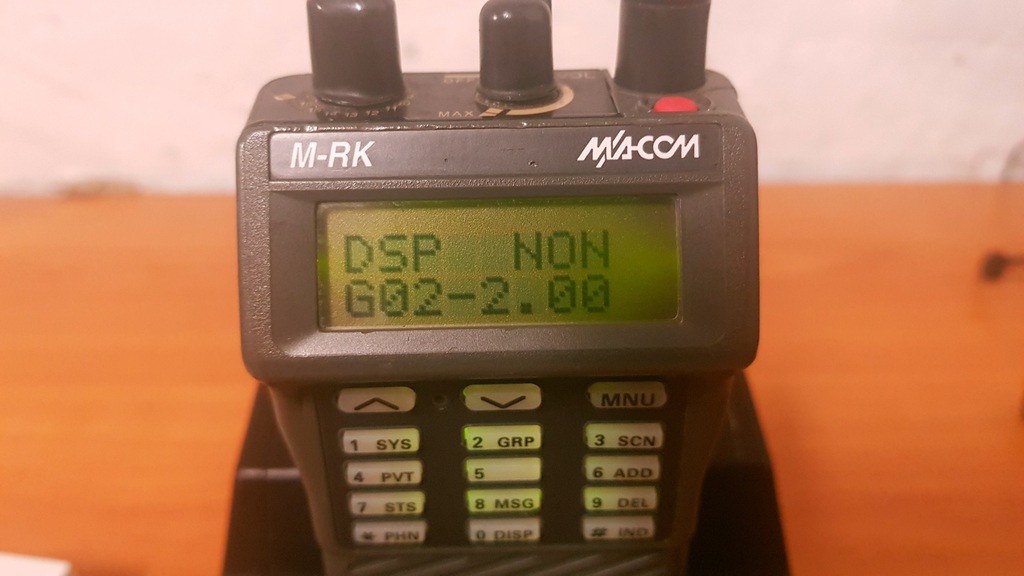 MAX
M-RK M/A-COM
DSP NON
G02-2.00
MNU
1 SYS 2 GRP 3 SCN
4 PVT 5 6 ADD
7 STS 8 MSG 9 DEL
* PHN 0 DISP # IND